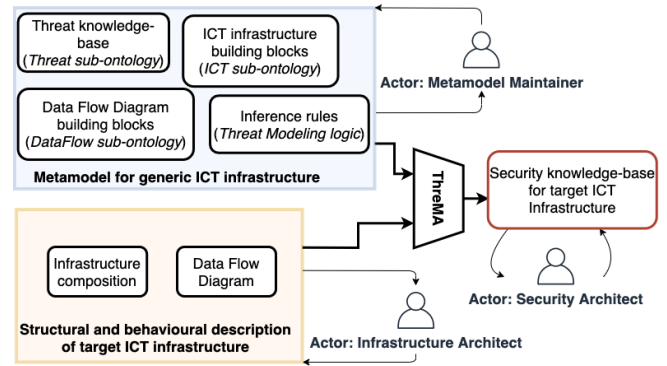 Threat knowledge-
base
(Threat sub-ontology)
ICT infrastructure
building blocks
(ICT sub-ontology)
Data Flow Diagram
building blocks
(DataFlow sub-ontology)
Inference rules
(Threat Modeling logic)
Metamodel for generic ICT infrastructure
Actor: Metamodel Maintainer
ThreMA
Security knowledge-base
for target ICT
Infrastructure
Actor: Security Architect
Infrastructure
composition
Data Flow
Diagram
Structural and behavioural description
of target ICT infrastructure
Actor: Infrastructure Architect